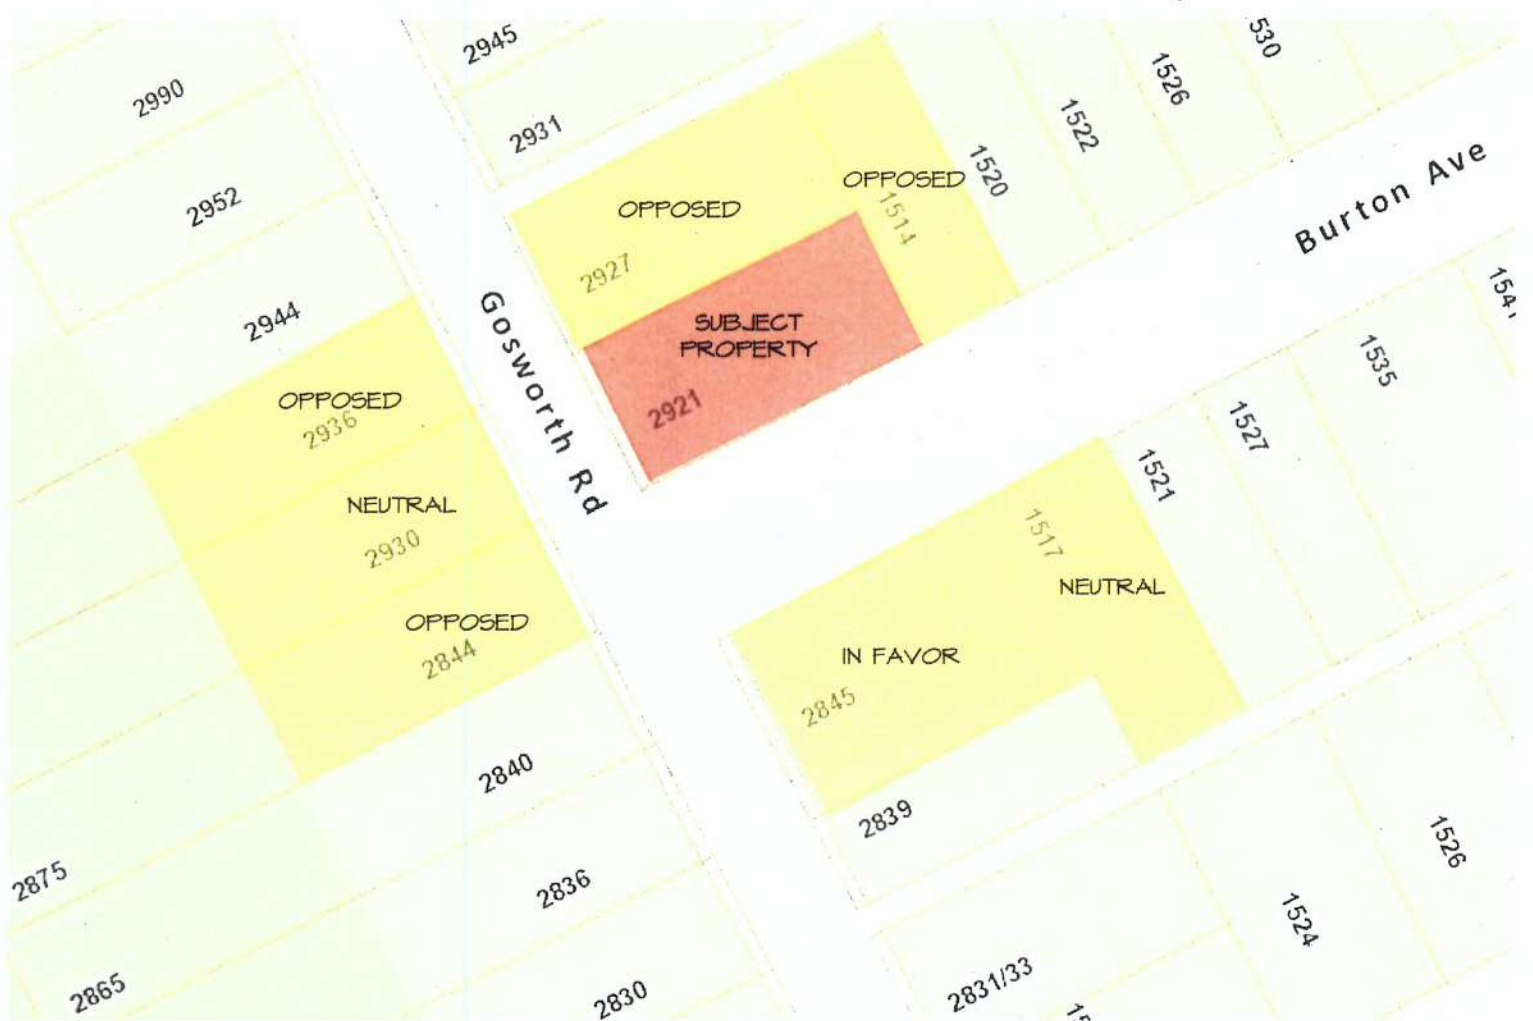 2945
530
2990
1526
2931
1522
2952
1520
OPPOSED
1514
OPPOSED
Burton Ave
2927
2944
SUBJECT
PROPERTY
2921
Gosworth Rd
1535
OPPOSED
2936
1527
1521
NEUTRAL
2930
1517
NEUTRAL
OPPOSED
2844
IN FAVOR
2845
2840
2839
1526
2875
2836
1524
2865
2830
2831/33